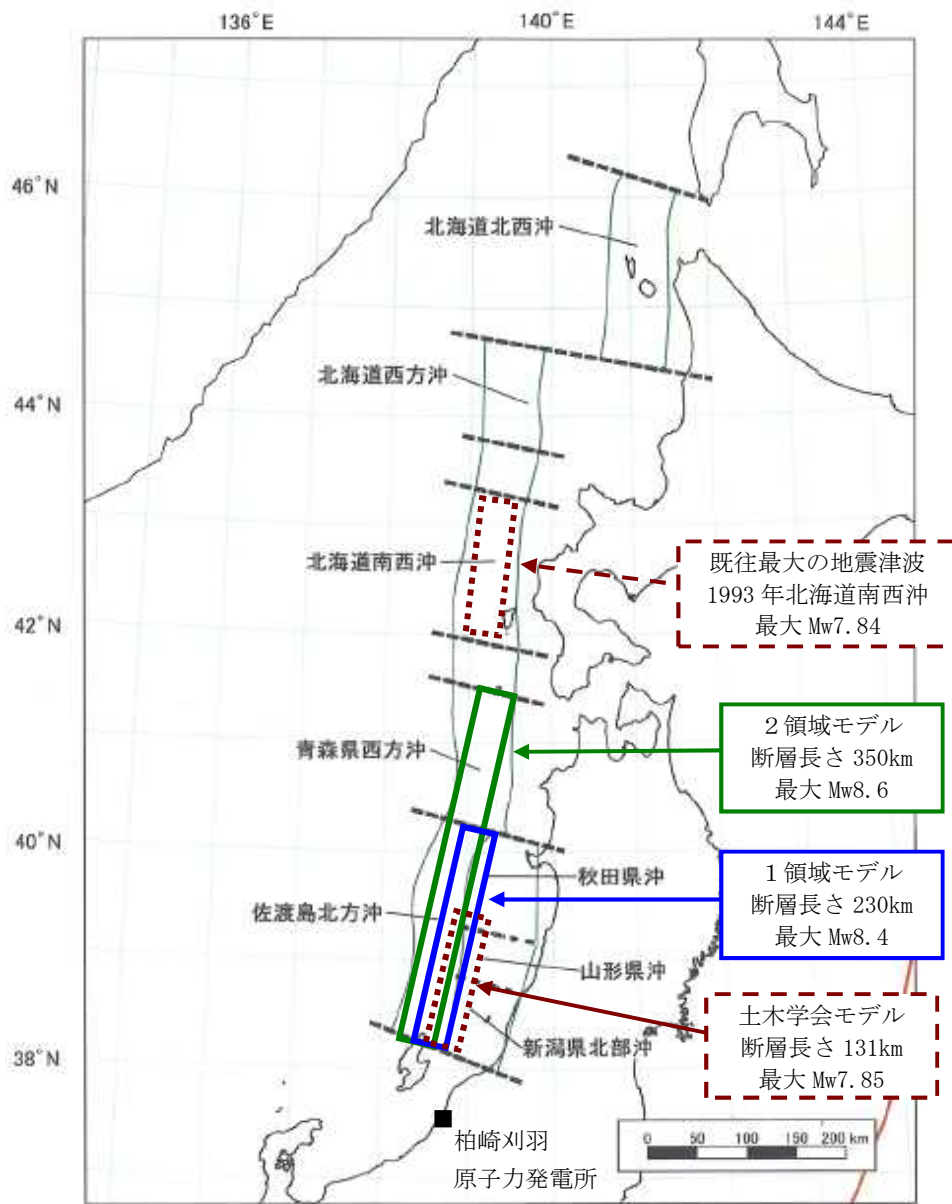 136°E
140°E
144°E
46°N
北海道北西沖
北海道西方沖
44°N
北海道南西沖
既往最大の地震津波
1993 年北海道南西沖
最大 Mw7.84
42°N
2領域モデル
断層長さ 350km
最大 Mw8.6
青森県西方沖
40°N
秋田県沖
1領域モデル
断層長さ 230km
最大 Mw8.4
佐渡島北方沖
山形県沖
土木学会モデル
断層長さ 131km
最大 Mw7.85
新潟県北部沖
38°N
柏崎刈羽
原子力発電所
0 50 100 150 200 km